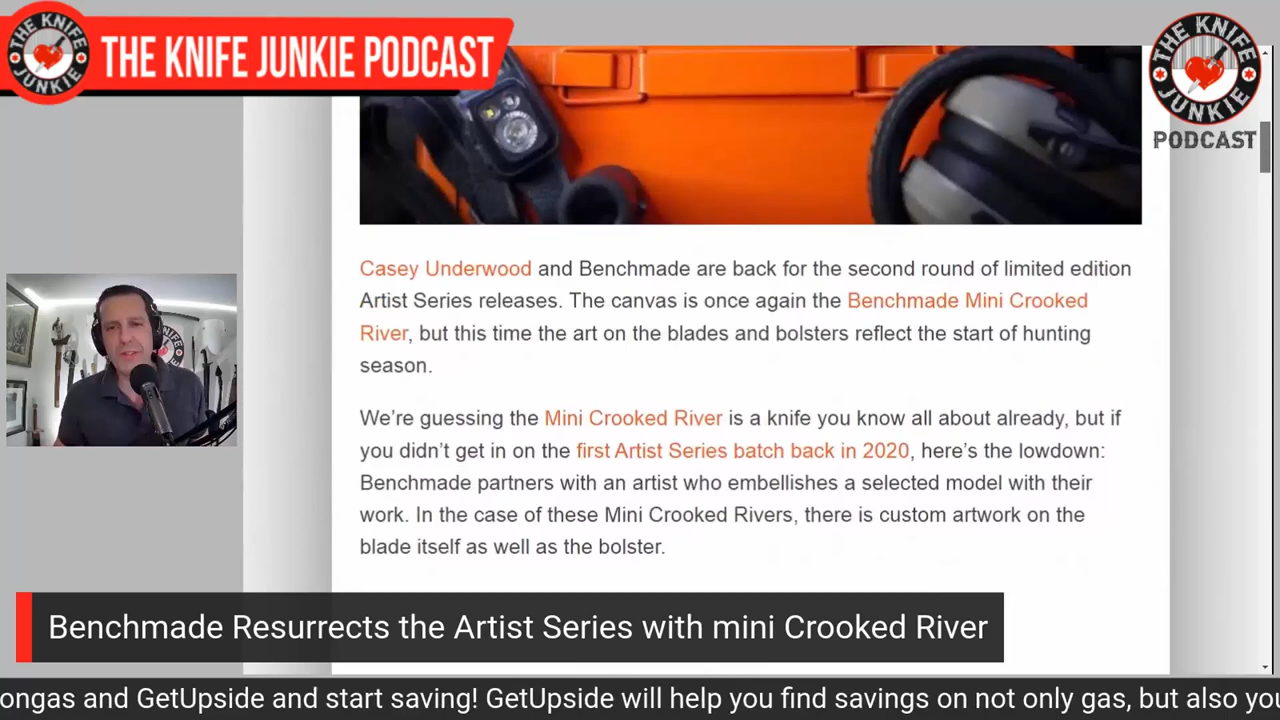 THE KNIFE JUNKIE
THE KNIFE JUNKIE PODCAST
THE KNIFE JUNKIE
PODCAST
Casey Underwood and Benchmade are back for the second round of limited edition
Artist Series releases. The canvas is once again the Benchmade Mini Crooked
River, but this time the art on the blades and bolsters reflect the start of hunting
season.
We’re guessing the Mini Crooked River is a knife you know all about already, but if
you didn’t get in on the first Artist Series batch back in 2020, here’s the lowdown:
Benchmade partners with an artist who embellishes a selected model with their
work. In the case of these Mini Crooked Rivers, there is custom artwork on the
blade itself as well as the bolster.
Benchmade Resurrects the Artist Series with mini Crooked River
ongas and GetUpside and start saving! GetUpside will help you find savings on not only gas, but also you